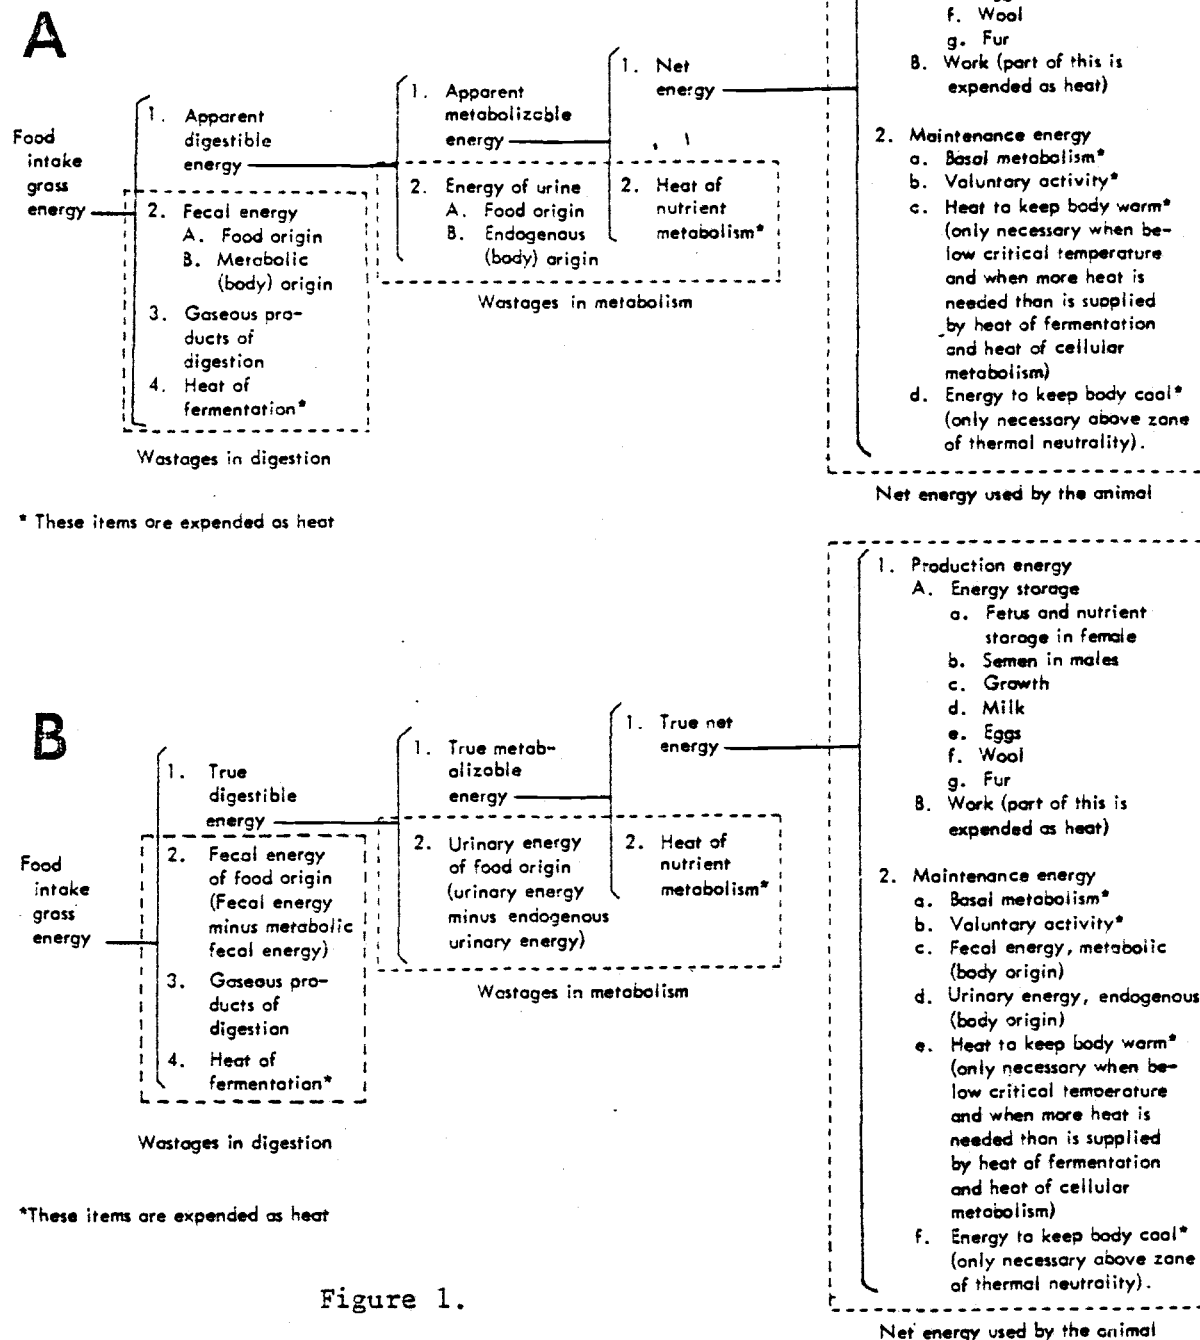 A
Food
intake
gross
energy
1. Apparent
digestible
energy
2. Fecal energy
A. Food origin
B. Metabolic
(body) origin
3. Gaseous pro-
ducts of
digestion
4. Heat of
fermentation*
Wastages in digestion
1. Apparent
metabolizable
energy
2. Energy of urine
A. Food origin
B. Endogenous
(body) origin
1. Net
energy
2. Heat of
nutrient
metabolism*
Wastages in metabolism
f. Wool
g. Fur
B. Work (part of this is
expended as heat)
2. Maintenance energy
a. Basal metabolism*
b. Voluntary activity*
c. Heat to keep body warm*
(only necessary when be-
low critical temperature
and when more heat is
needed than is supplied
by heat of fermentation
and heat of cellular
metabolism)
d. Energy to keep body cool*
(only necessary above zone
of thermal neutrality).
Net energy used by the animal
* These items are expended as heat
B
Food
intake
gross
energy
1. True
digestible
energy
2. Fecal energy
of food origin
(Fecal energy
minus metabolic
fecal energy)
3. Gaseous pro-
ducts of
digestion
4. Heat of
fermentation*
Wastages in digestion
1. True metab-
olizable
energy
2. Urinary energy
of food origin
(urinary energy
minus endogenous
urinary energy)
1. True net
energy
2. Heat of
nutrient
metabolism*
Wastages in metabolism
1. Production energy
A. Energy storage
a. Fetus and nutrient
storage in female
b. Semen in males
c. Growth
d. Milk
e. Eggs
f. Wool
g. Fur
B. Work (part of this is
expended as heat)
2. Maintenance energy
a. Basal metabolism*
b. Voluntary activity*
c. Fecal energy, metabolic
(body origin)
d. Urinary energy, endogenous
(body origin)
e. Heat to keep body warm*
(only necessary when be-
low critical temperature
and when more heat is
needed than is supplied
by heat of fermentation
and heat of cellular
metabolism)
f. Energy to keep body cool*
(only necessary above zone
of thermal neutrality).
Net energy used by the animal
*These items are expended as heat
Figure 1.